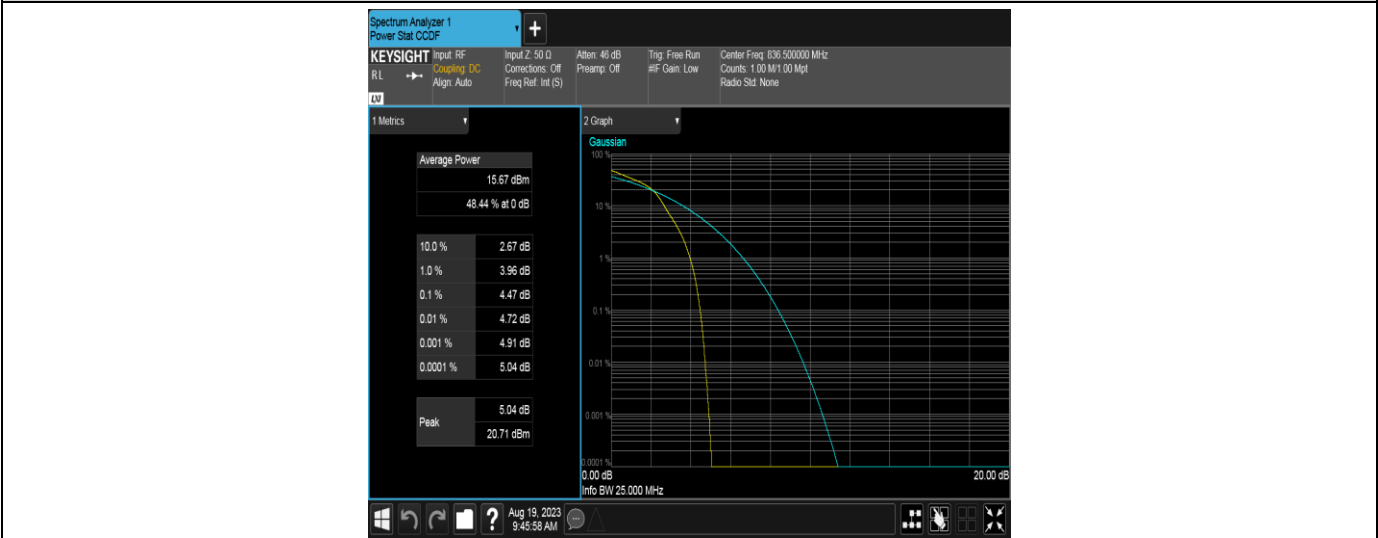 Spectrum Analyzer 1
Power Stat CCDF
+
KEYSIGHT Input: RF Input Z: 50 Ω Atten: 46 dB Trig: Free Run Center Freq: 836.500000 MHz
RL Coupling: DC Corrections: Off Preamp: Off #IF Gain: Low Counts: 1.00 M/1.00 Mpt
Align: Auto Freq Ref: Int (S) Radio Std: None
LXI
1 Metrics 2 Graph
Gaussian
Average Power
15.67 dBm
48.44 % at 0 dB
10.0 % 2.67 dB
1.0 % 3.96 dB
0.1 % 4.47 dB
0.01 % 4.72 dB
0.001 % 4.91 dB
0.0001 % 5.04 dB
Peak 5.04 dB
20.71 dBm
100 %
10 %
1 %
0.1 %
0.01 %
0.001 %
0.0001 %
0.00 dB 20.00 dB
Info BW 25.000 MHz
? Aug 19, 2023
9:45:58 AM